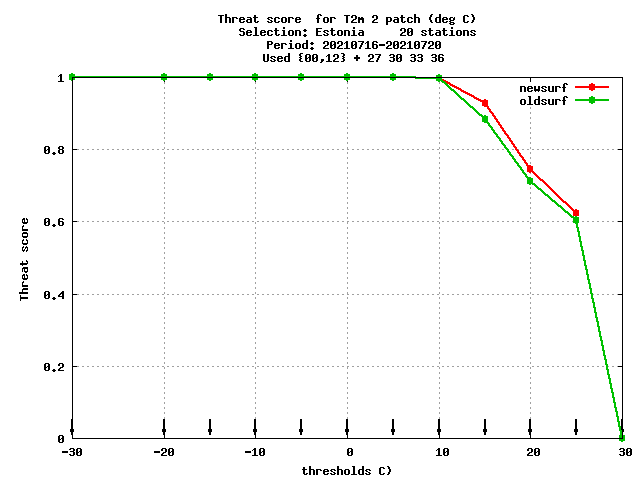 Threat score  for T2m 2 patch (deg C)
Selection: Estonia     20 stations
Period: 20210716-20210720
Used {00,12} + 27 30 33 36
newsurf
oldsurf
1
0.8
0.6
0.4
0.2
0
Threat score
-30 -20 -10 0 10 20 30
thresholds C)